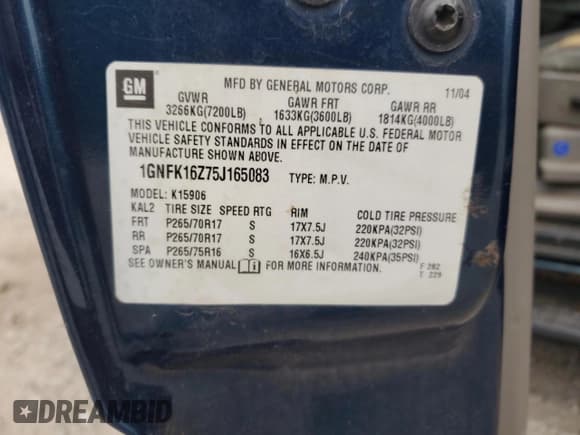 GM
MFD BY GENERAL MOTORS CORP. 11/04
GVWR GAWR FRT GAWR RR
3266KG(7200LB) 1633KG(3600LB) 1814KG(4000LB)
THIS VEHICLE CONFORMS TO ALL APPLICABLE U.S. FEDERAL MOTOR
VEHICLE SAFETY STANDARDS IN EFFECT ON THE DATE OF
MANUFACTURE SHOWN ABOVE.
1GNFK16Z75J165083 TYPE: M.P.V.
MODEL: K15906
KAL2 TIRE SIZE SPEED RTG RIM COLD TIRE PRESSURE
FRT P265/70R17 S 17X7.5J 220KPA(32PSI)
RR P265/70R17 S 17X7.5J 220KPA(32PSI)
SPA P265/75R16 S 16X6.5J 240KPA(35PSI)
SEE OWNER'S MANUAL FOR MORE INFORMATION. F 282
T 229
DREAMBID